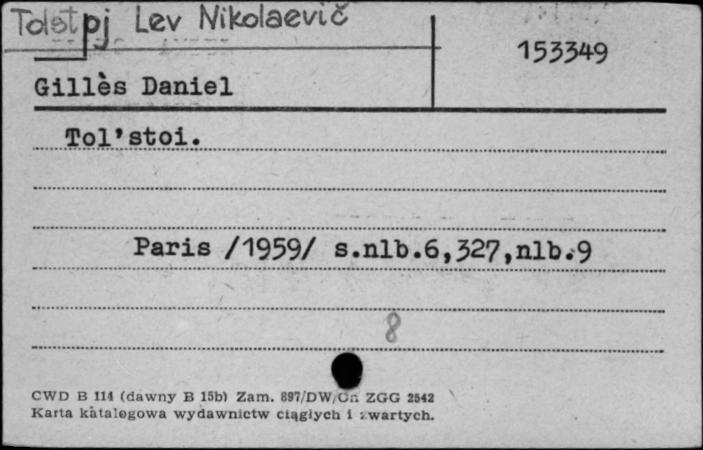 Tolstoj Lev Nikolaevič
153349
Gillès Daniel
Tol'stoi.
Paris /1959/ s.nlb.6,327,nlb.9
8
CWD B 114 (dawny B 15b) Zam. 897/DW/Gn ZGG 2542
Karta katalogowa wydawnictw ciągłych i zwartych.